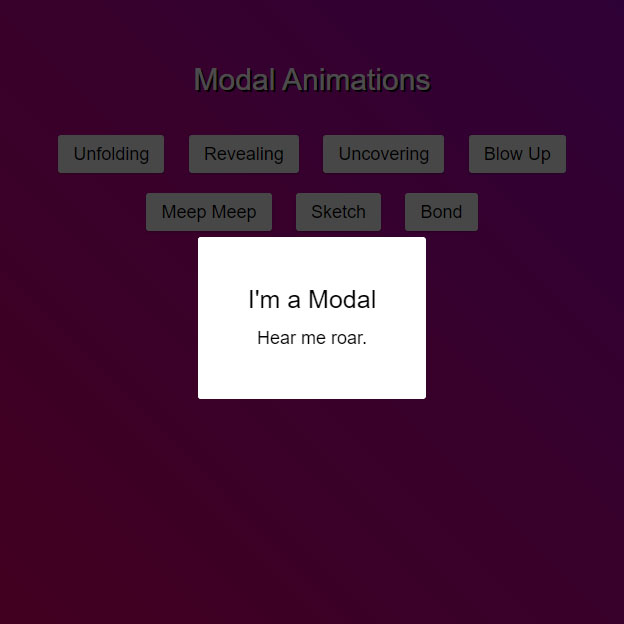 Modal Animations
Unfolding Revealing Uncovering Blow Up
Meep Meep Sketch Bond
I'm a Modal
Hear me roar.